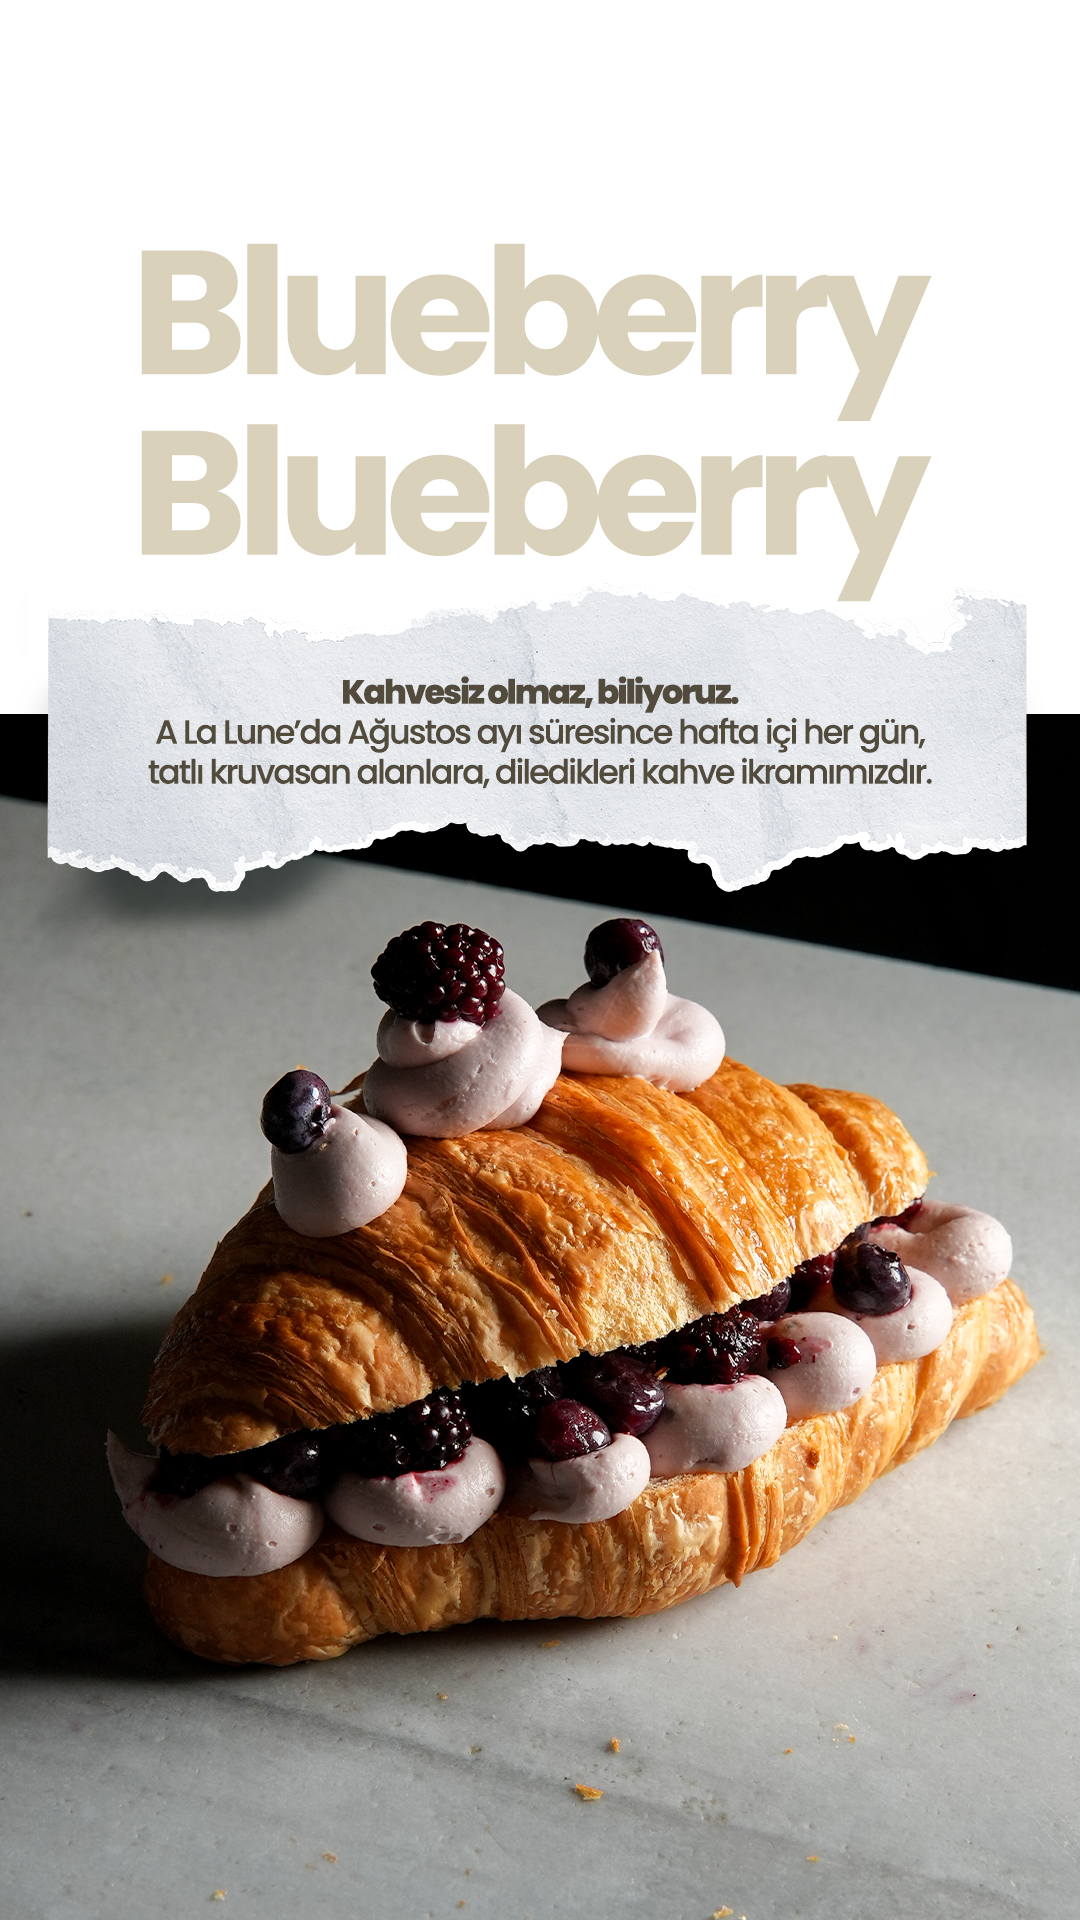 Blueberry
Blueberry
Kahvesiz olmaz, biliyoruz.
A La Lune’da Ağustos ayı süresince hafta içi her gün,
tatlı kruvasan alanlara, diledikleri kahve ikramımızdır.